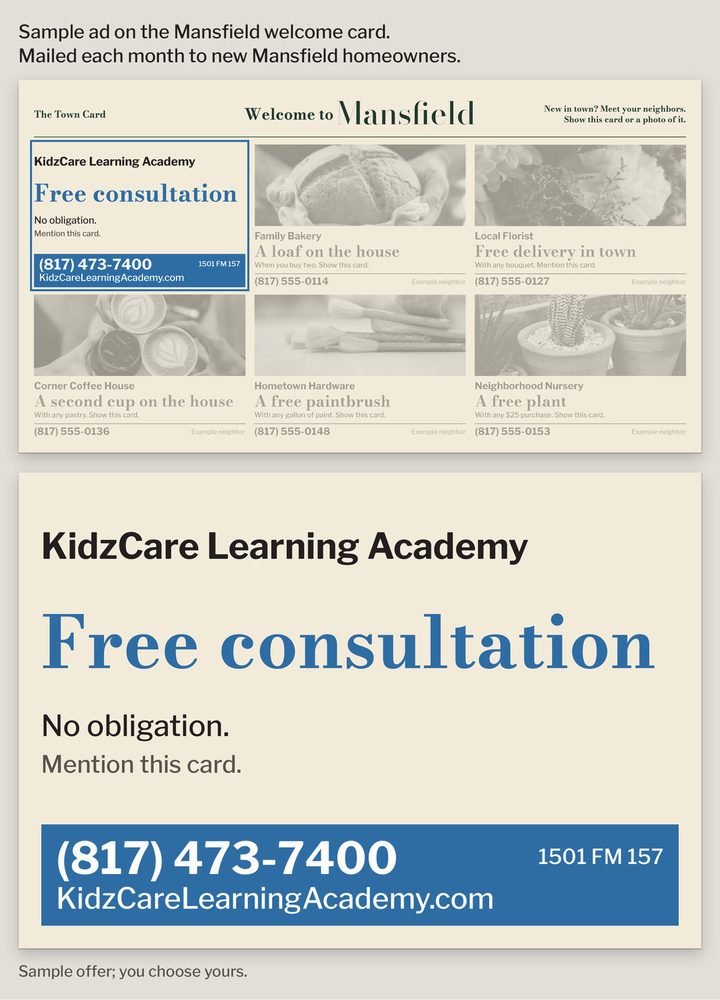 Sample ad on the Mansfield welcome card.
Mailed each month to new Mansfield homeowners.
The Town Card
Welcome to Mansfield
New in town? Meet your neighbors.
Show this card or a photo of it.
KidzCare Learning Academy
Free consultation
No obligation.
Mention this card.
(817) 473-7400
1501 FM 157
KidzCareLearningAcademy.com
Family Bakery
A loaf on the house
When you buy two. Show this card.
(817) 555-0114
Example neighbor
Local Florist
Free delivery in town
With any bouquet. Mention this card.
(817) 555-0127
Example neighbor
Corner Coffee House
A second cup on the house
With any pastry. Show this card.
(817) 555-0136
Example neighbor
Hometown Hardware
A free paintbrush
With any gallon of paint. Show this card.
(817) 555-0148
Example neighbor
Neighborhood Nursery
A free plant
With any $25 purchase. Show this card.
(817) 555-0153
Example neighbor
KidzCare Learning Academy
Free consultation
No obligation.
Mention this card.
(817) 473-7400
1501 FM 157
KidzCareLearningAcademy.com
Sample offer; you choose yours.